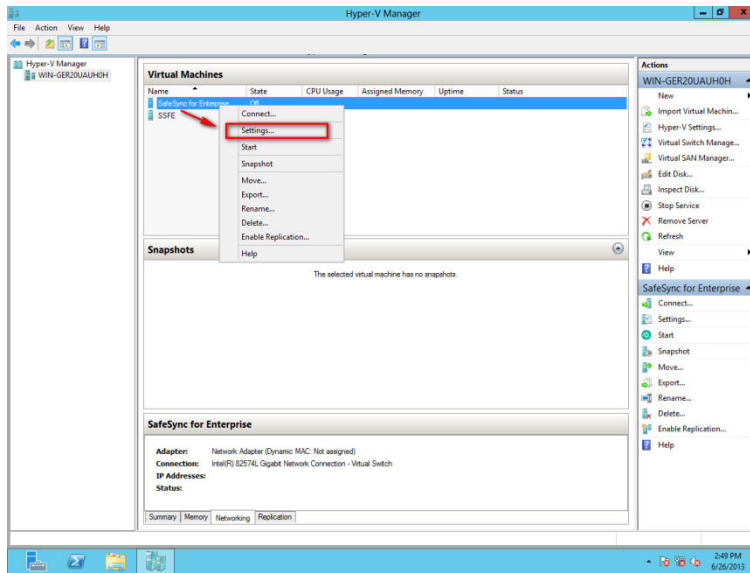 Hyper-V Manager
File Action View Help
Hyper-V Manager
WIN-GER20UAUH0H
Virtual Machines
Name State CPU Usage Assigned Memory Uptime Status
SafeSync for Enterprise Off
SSFE
Connect...
Settings...
Start
Snapshot
Move...
Export...
Rename...
Delete...
Enable Replication...
Help
Snapshots
The selected virtual machine has no snapshots.
SafeSync for Enterprise
Adapter: Network Adapter (Dynamic MAC: Not assigned)
Connection: Intel(R) 82574L Gigabit Network Connection - Virtual Switch
IP Addresses:
Status:
Summary Memory Networking Replication
Actions
WIN-GER20UAUH0H
New
Import Virtual Machin...
Hyper-V Settings...
Virtual Switch Manage...
Virtual SAN Manager...
Edit Disk...
Inspect Disk...
Stop Service
Remove Server
Refresh
View
Help
SafeSync for Enterprise
Connect...
Settings...
Start
Snapshot
Move...
Export...
Rename...
Delete...
Enable Replication...
Help
2:49 PM
6/26/2013